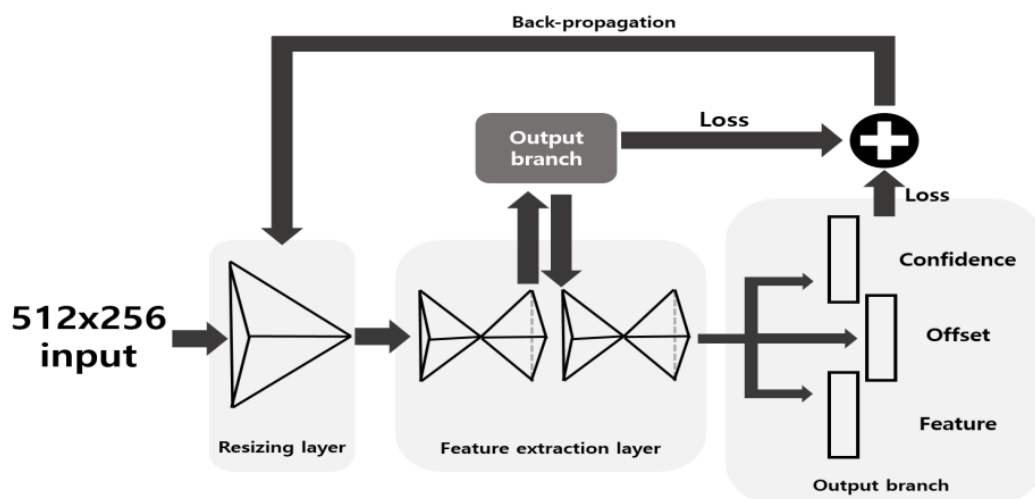 Back-propagation
Output
branch
Loss
Loss
512x256
input
Confidence
Offset
Feature
Resizing layer
Feature extraction layer
Output branch